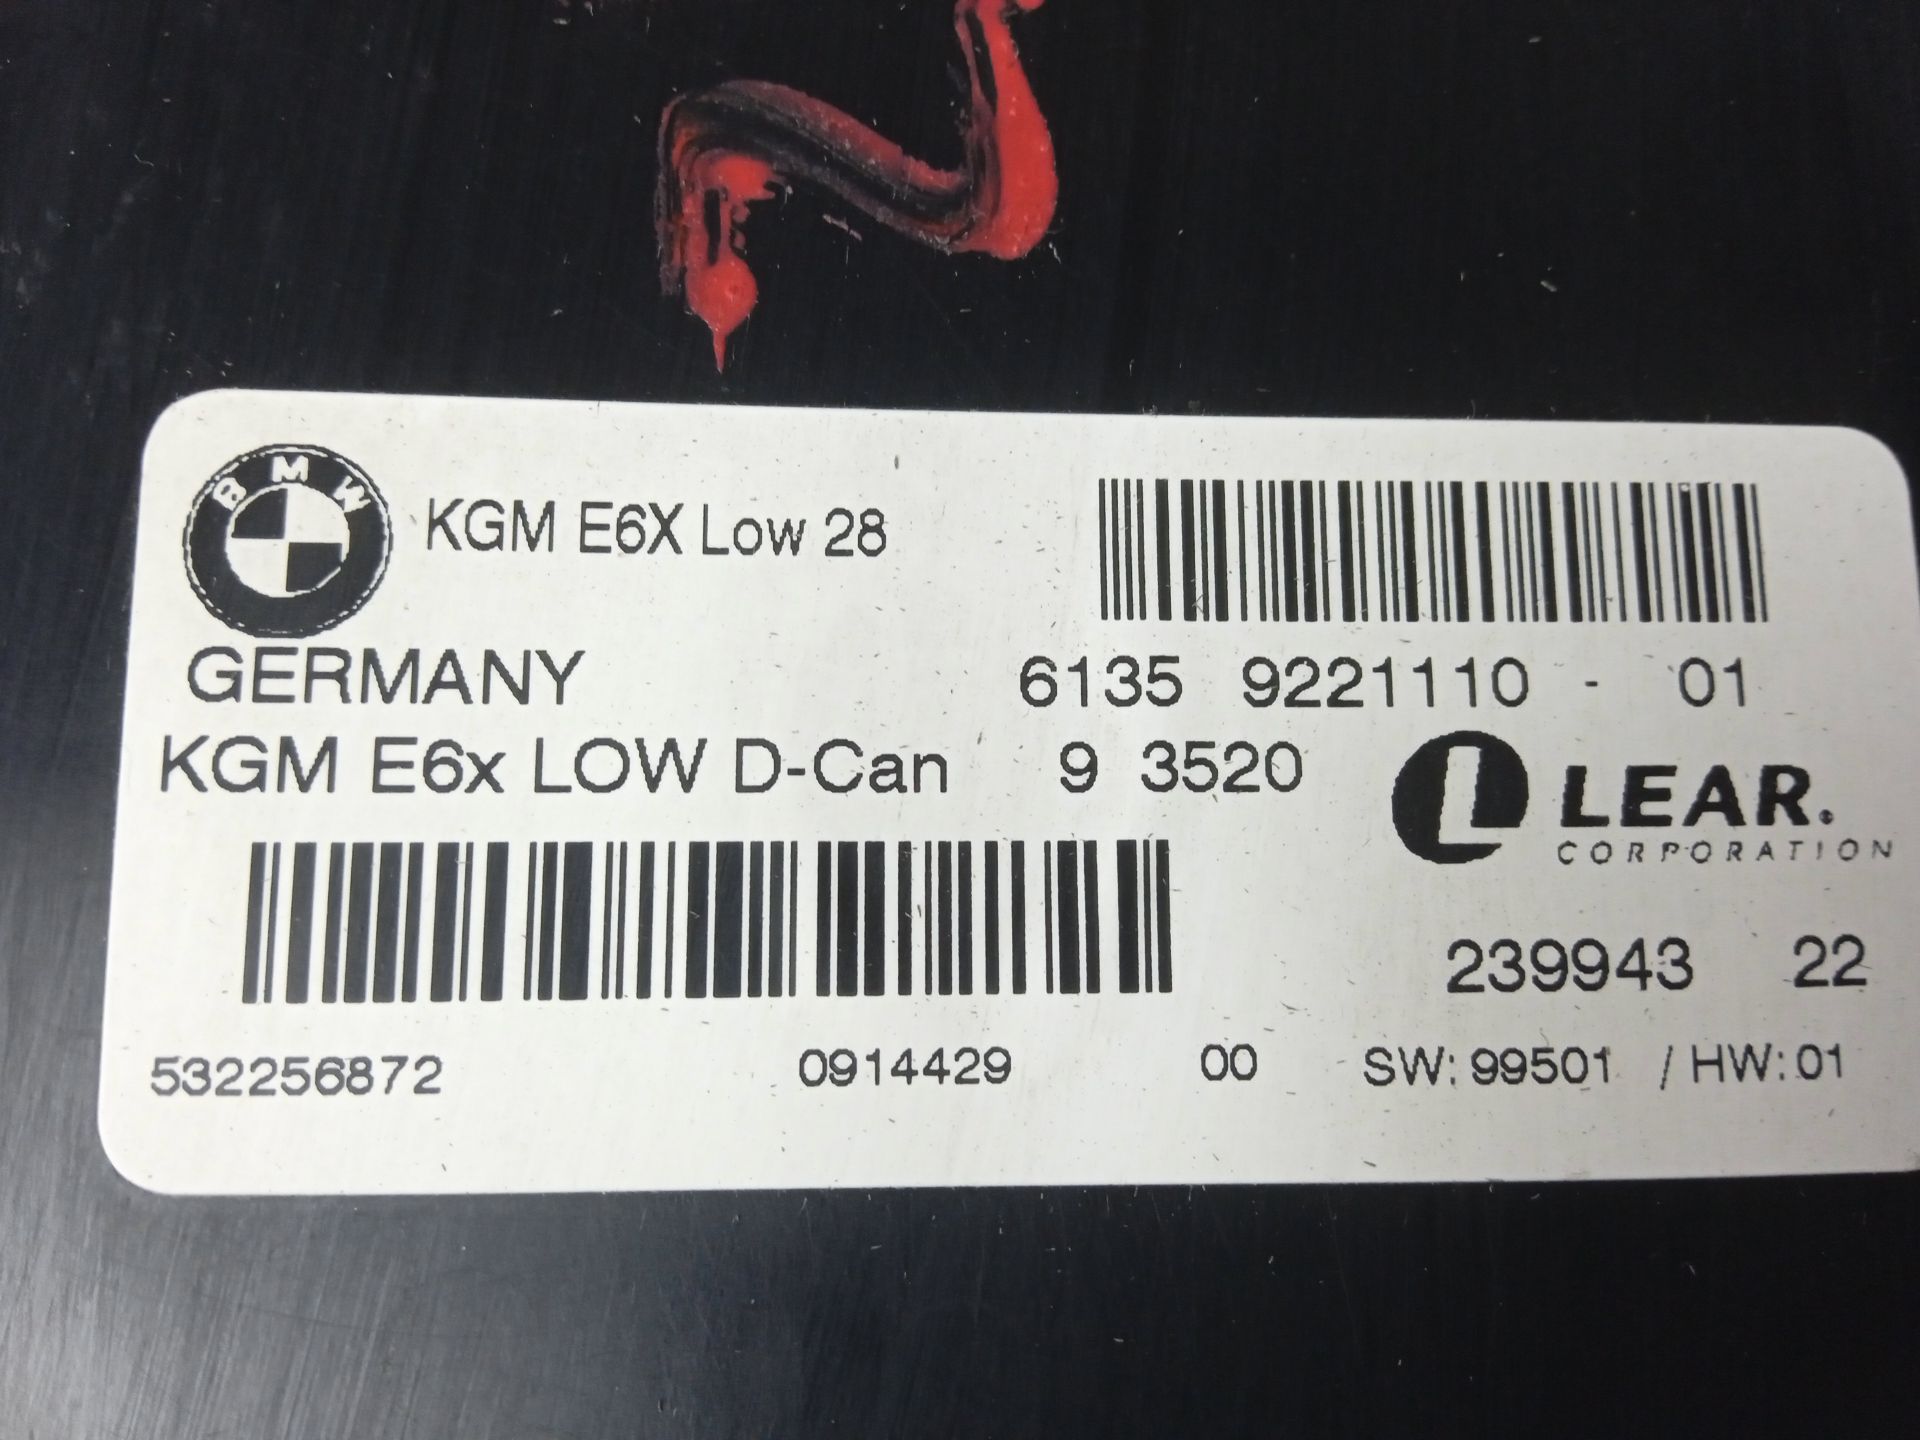 BMW
KGM E6X Low 28
GERMANY
6135 9221110 - 01
KGM E6x LOW D-Can 9 3520
LEAR.
CORPORATION
239943 22
532256872 0914429 00 SW: 99501 / HW: 01